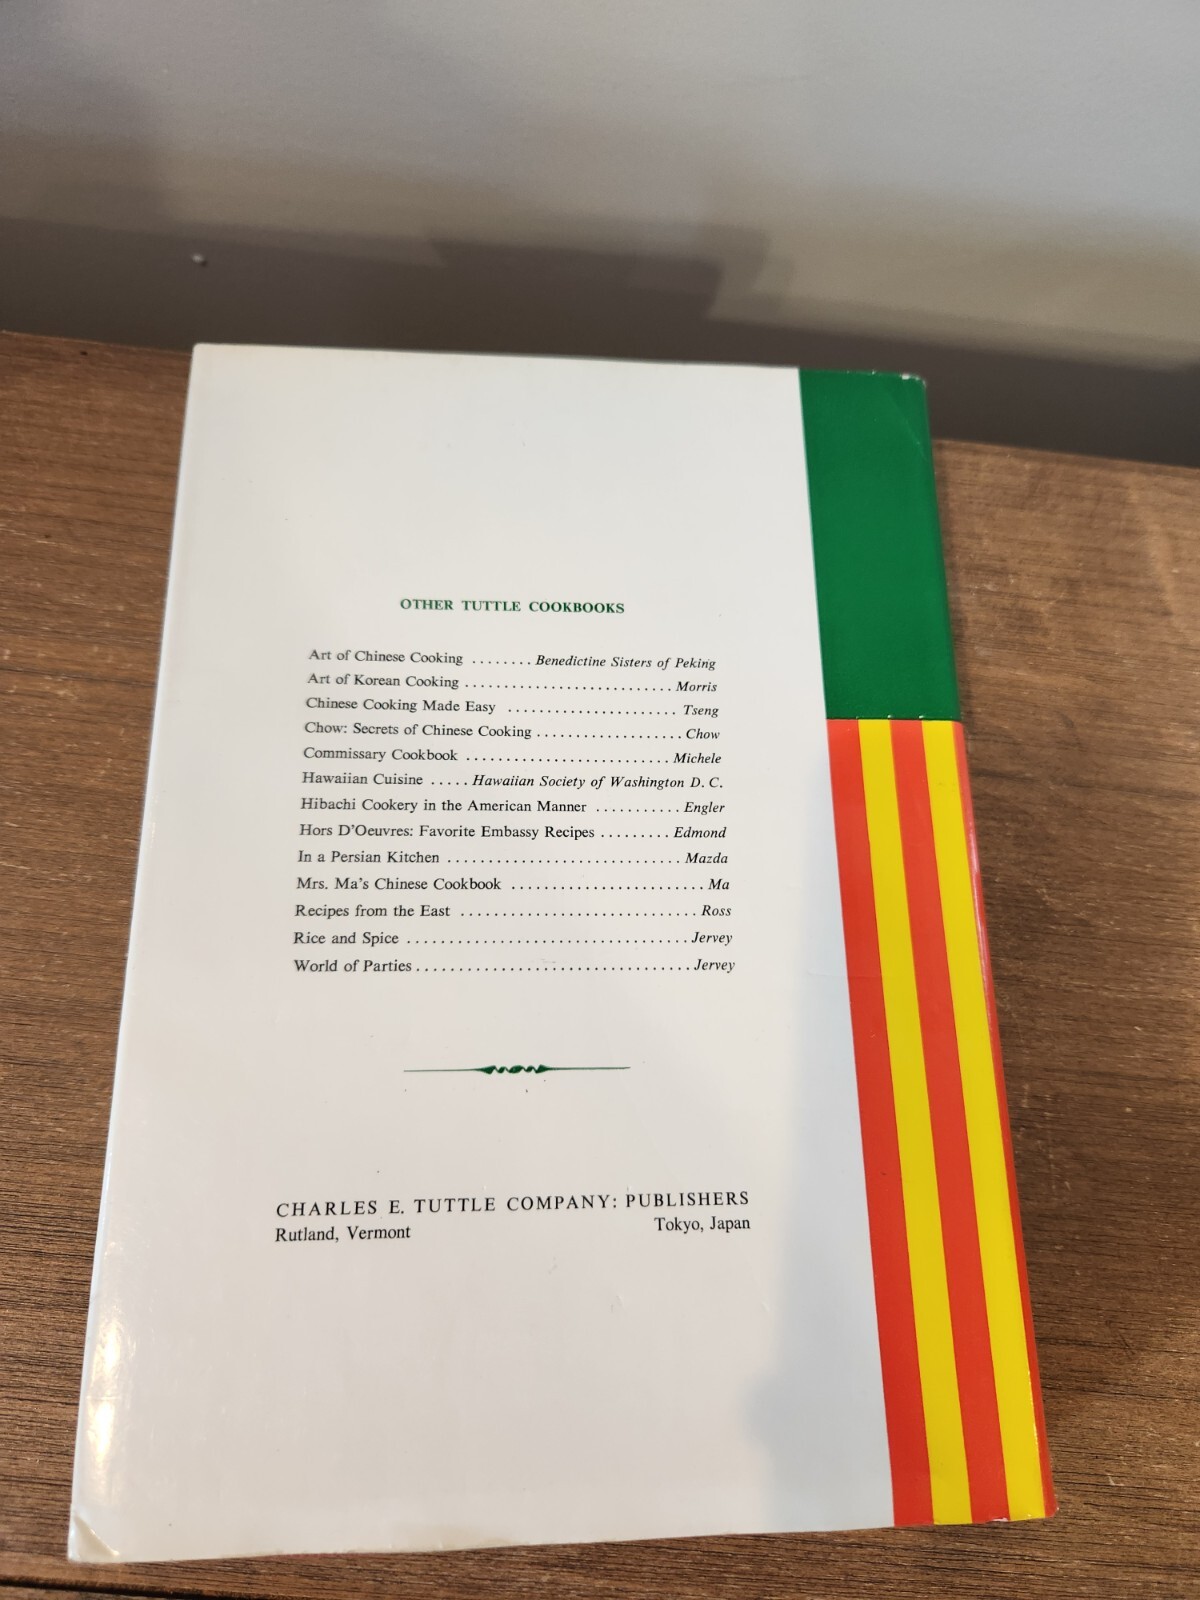 OTHER TUTTLE COOKBOOKS
Art of Chinese Cooking ........ Benedictine Sisters of Peking
Art of Korean Cooking ........................... Morris
Chinese Cooking Made Easy ...................... Tseng
Chow: Secrets of Chinese Cooking ................... Chow
Commissary Cookbook .......................... Michele
Hawaiian Cuisine ..... Hawaiian Society of Washington D. C.
Hibachi Cookery in the American Manner ........... Engler
Hors D'Oeuvres: Favorite Embassy Recipes ......... Edmond
In a Persian Kitchen .............................. Mazda
Mrs. Ma's Chinese Cookbook ......................... Ma
Recipes from the East .............................. Ross
Rice and Spice .................................... Jervey
World of Parties ................................... Jervey
CHARLES E. TUTTLE COMPANY: PUBLISHERS
Rutland, Vermont Tokyo, Japan